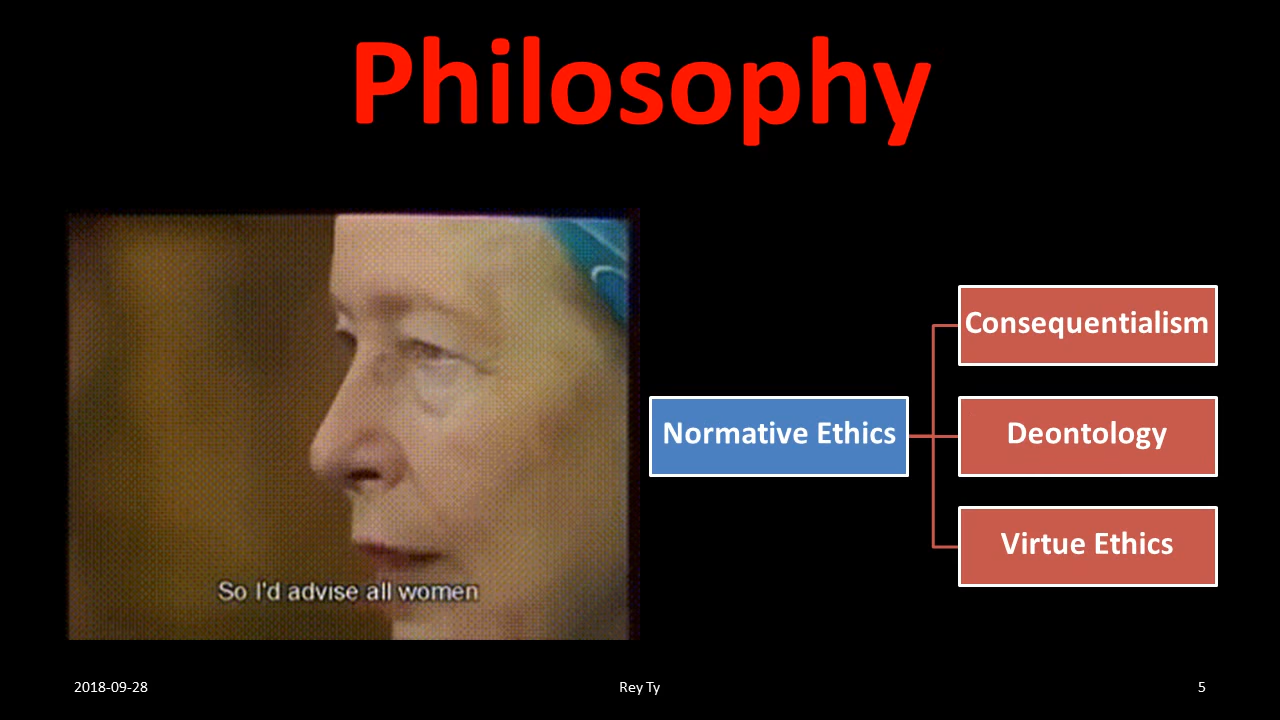 Philosophy
So I'd advise all women
Normative Ethics
Consequentialism
Deontology
Virtue Ethics
2018-09-28
Rey Ty
5